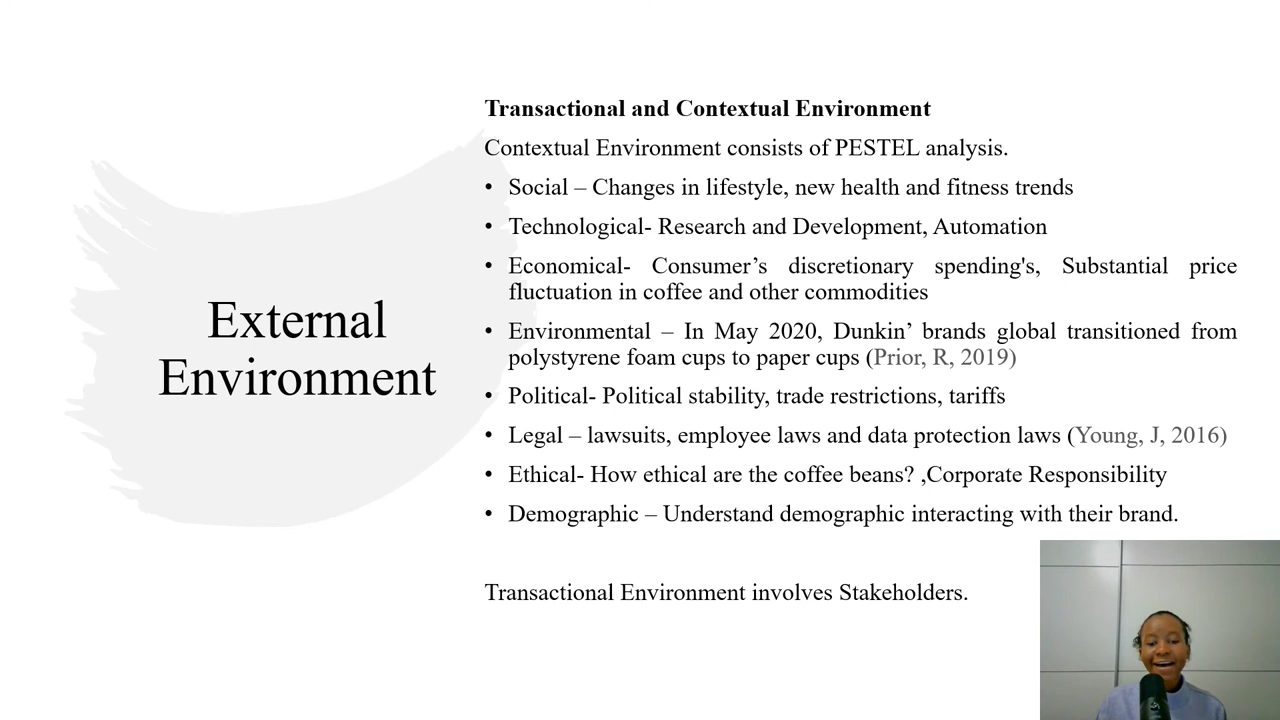 External
Environment
Transactional and Contextual Environment
Contextual Environment consists of PESTEL analysis.
• Social – Changes in lifestyle, new health and fitness trends
• Technological- Research and Development, Automation
• Economical- Consumer’s discretionary spending's, Substantial price
fluctuation in coffee and other commodities
• Environmental – In May 2020, Dunkin’ brands global transitioned from
polystyrene foam cups to paper cups (Prior, R, 2019)
• Political- Political stability, trade restrictions, tariffs
• Legal – lawsuits, employee laws and data protection laws (Young, J, 2016)
• Ethical- How ethical are the coffee beans? ,Corporate Responsibility
• Demographic – Understand demographic interacting with their brand.
Transactional Environment involves Stakeholders.